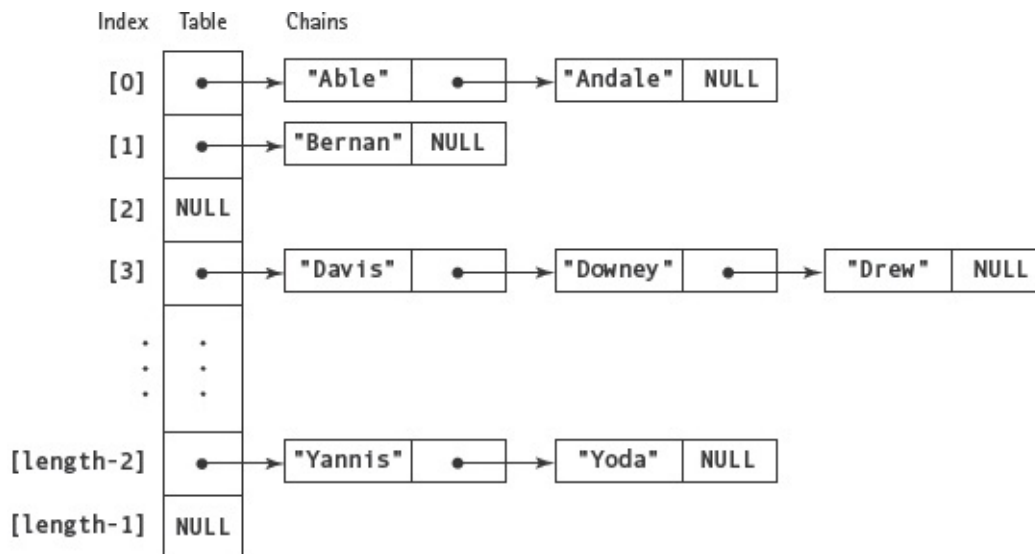 Index Table Chains
[0] "Able" "Andale" NULL
[1] "Bernan" NULL
[2] NULL
[3] "Davis" "Downey" "Drew" NULL
[length-2] "Yannis" "Yoda" NULL
[length-1] NULL